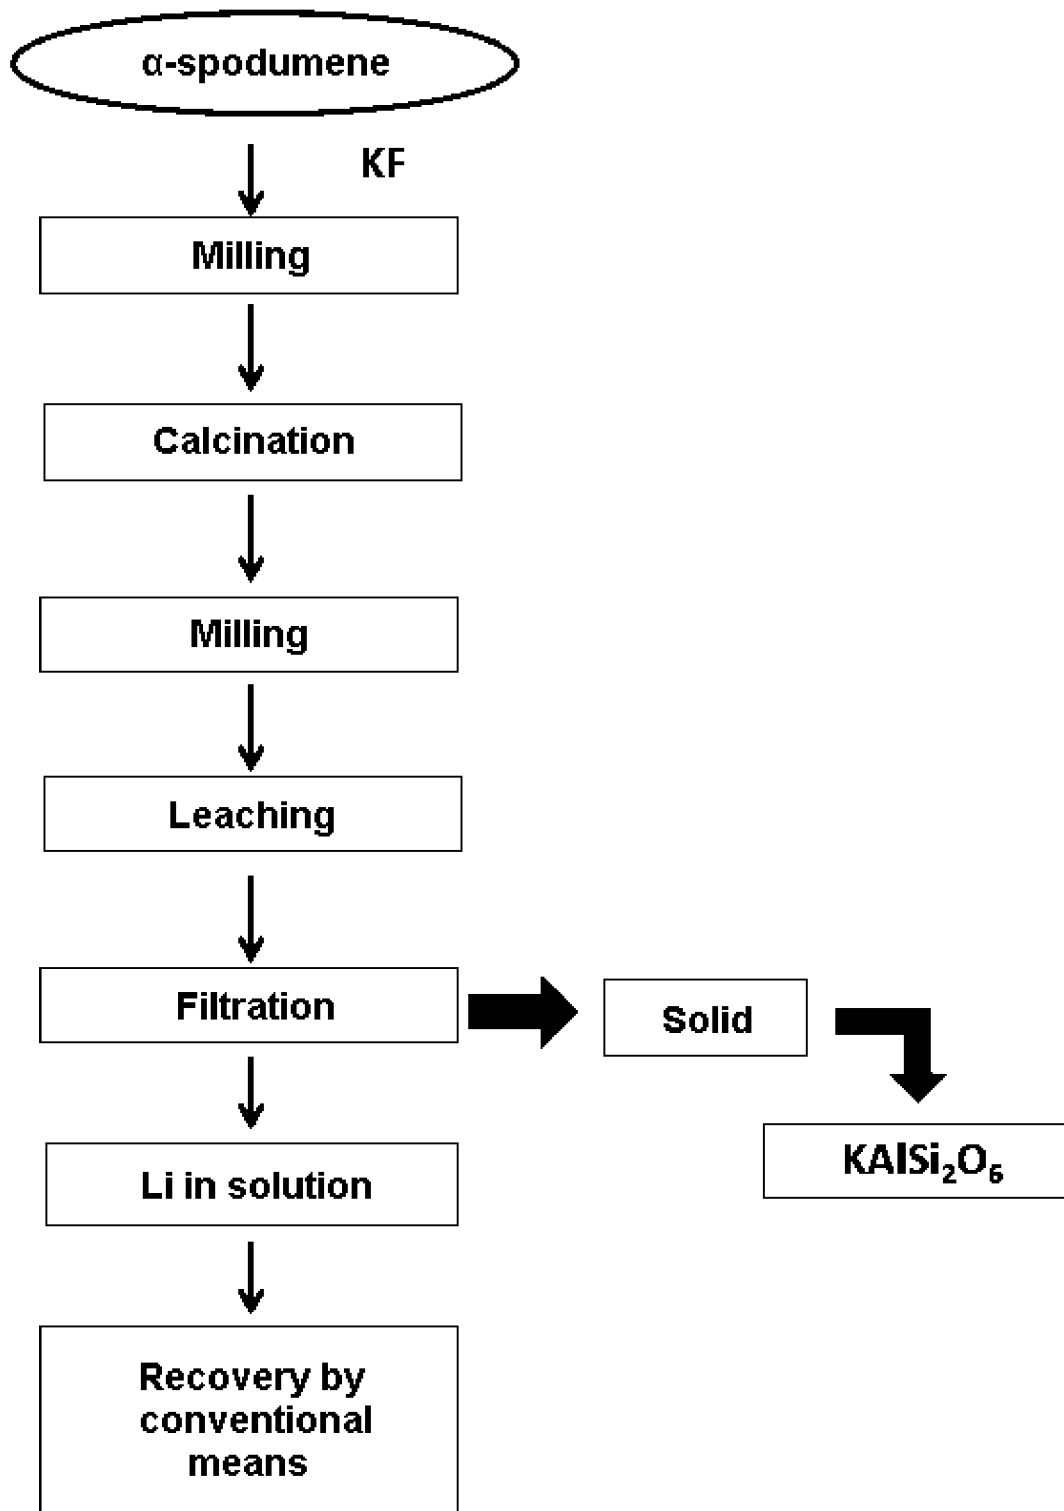 α-spodumene
KF
Milling
Calcination
Milling
Leaching
Filtration
Solid
KAlSi₂O₆
Li in solution
Recovery by
conventional
means